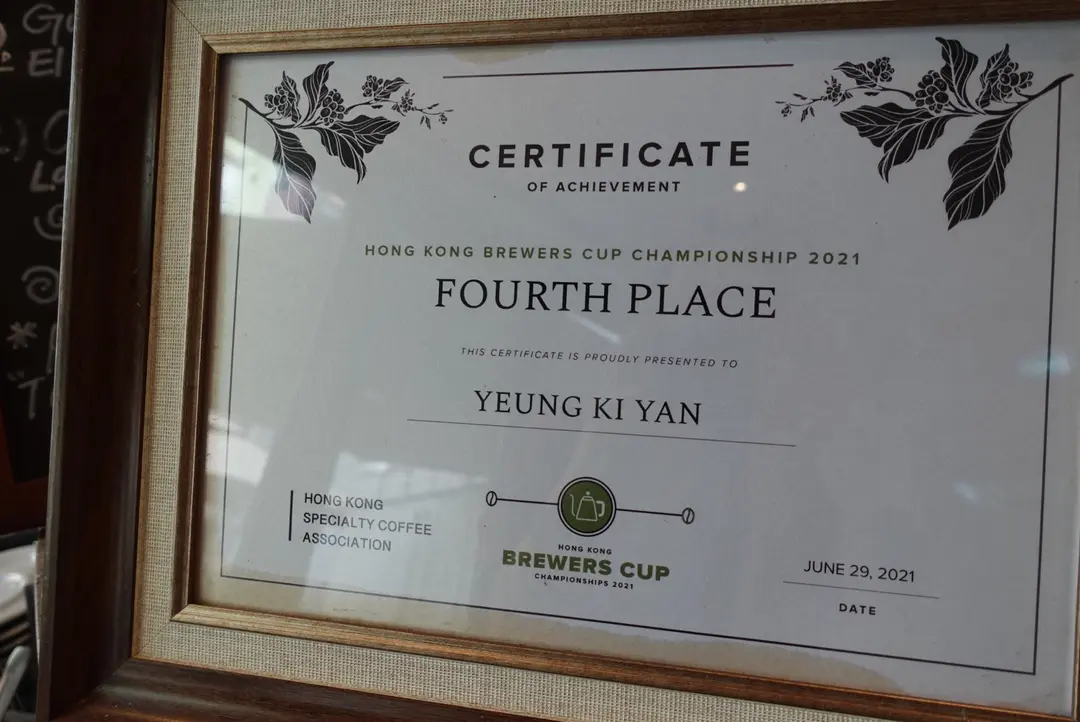 CERTIFICATE
OF ACHIEVEMENT
HONG KONG BREWERS CUP CHAMPIONSHIP 2021
FOURTH PLACE
THIS CERTIFICATE IS PROUDLY PRESENTED TO
YEUNG KI YAN
HONG KONG
SPECIALTY COFFEE
ASSOCIATION
HONG KONG
BREWERS CUP
CHAMPIONSHIPS 2021
JUNE 29, 2021
DATE